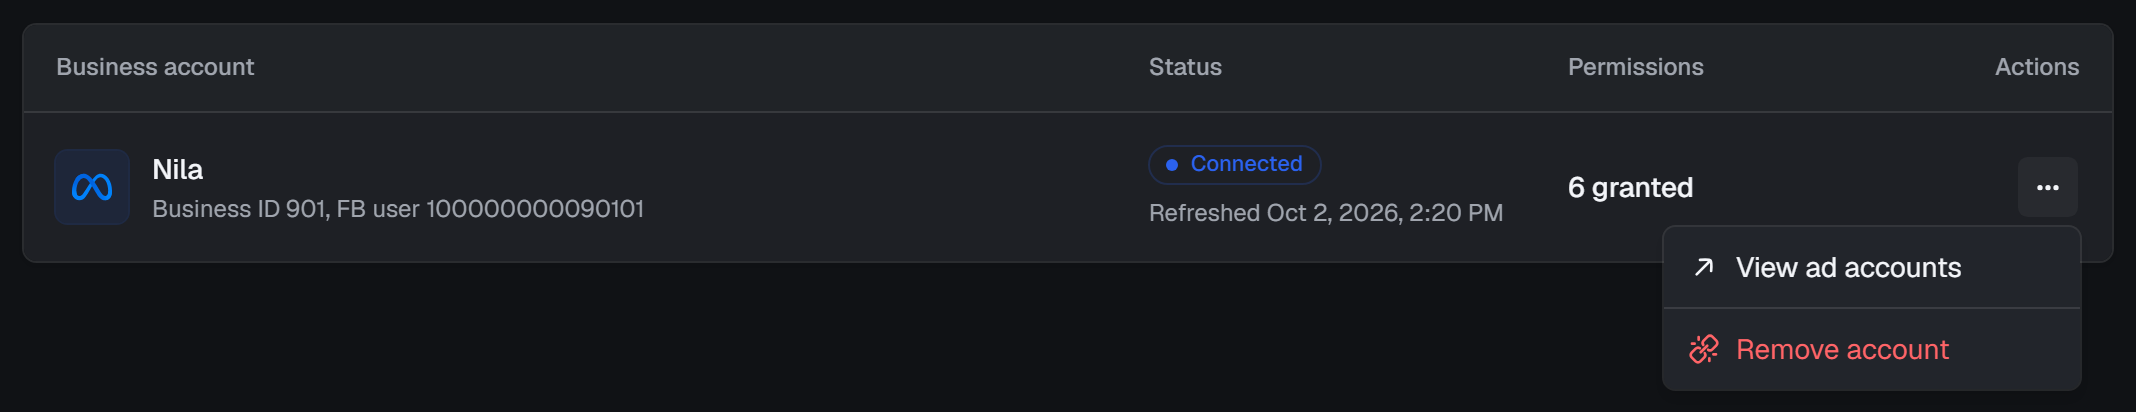 Business account Status Permissions Actions
Nila
Business ID 901, FB user 100000000090101
Connected
Refreshed Oct 2, 2026, 2:20 PM
6 granted
View ad accounts
Remove account